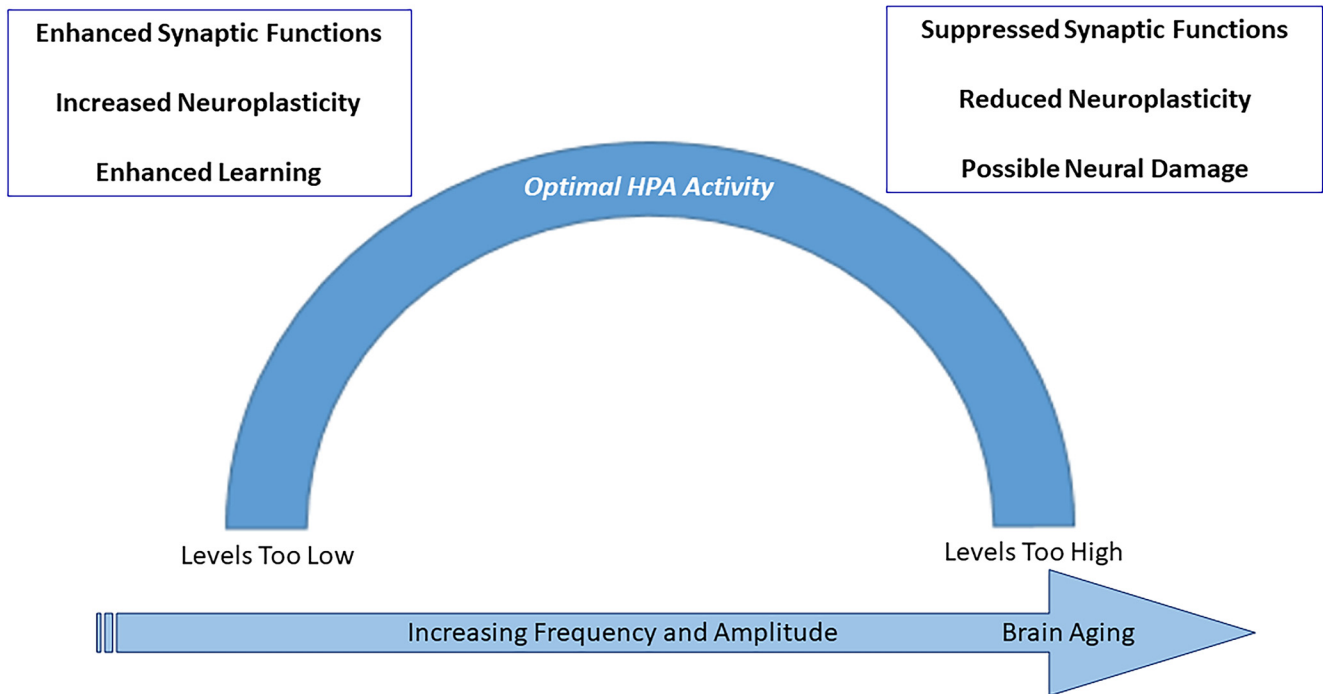 Enhanced Synaptic Functions
Increased Neuroplasticity
Enhanced Learning
Suppressed Synaptic Functions
Reduced Neuroplasticity
Possible Neural Damage
Optimal HPA Activity
Levels Too Low
Levels Too High
Increasing Frequency and Amplitude
Brain Aging